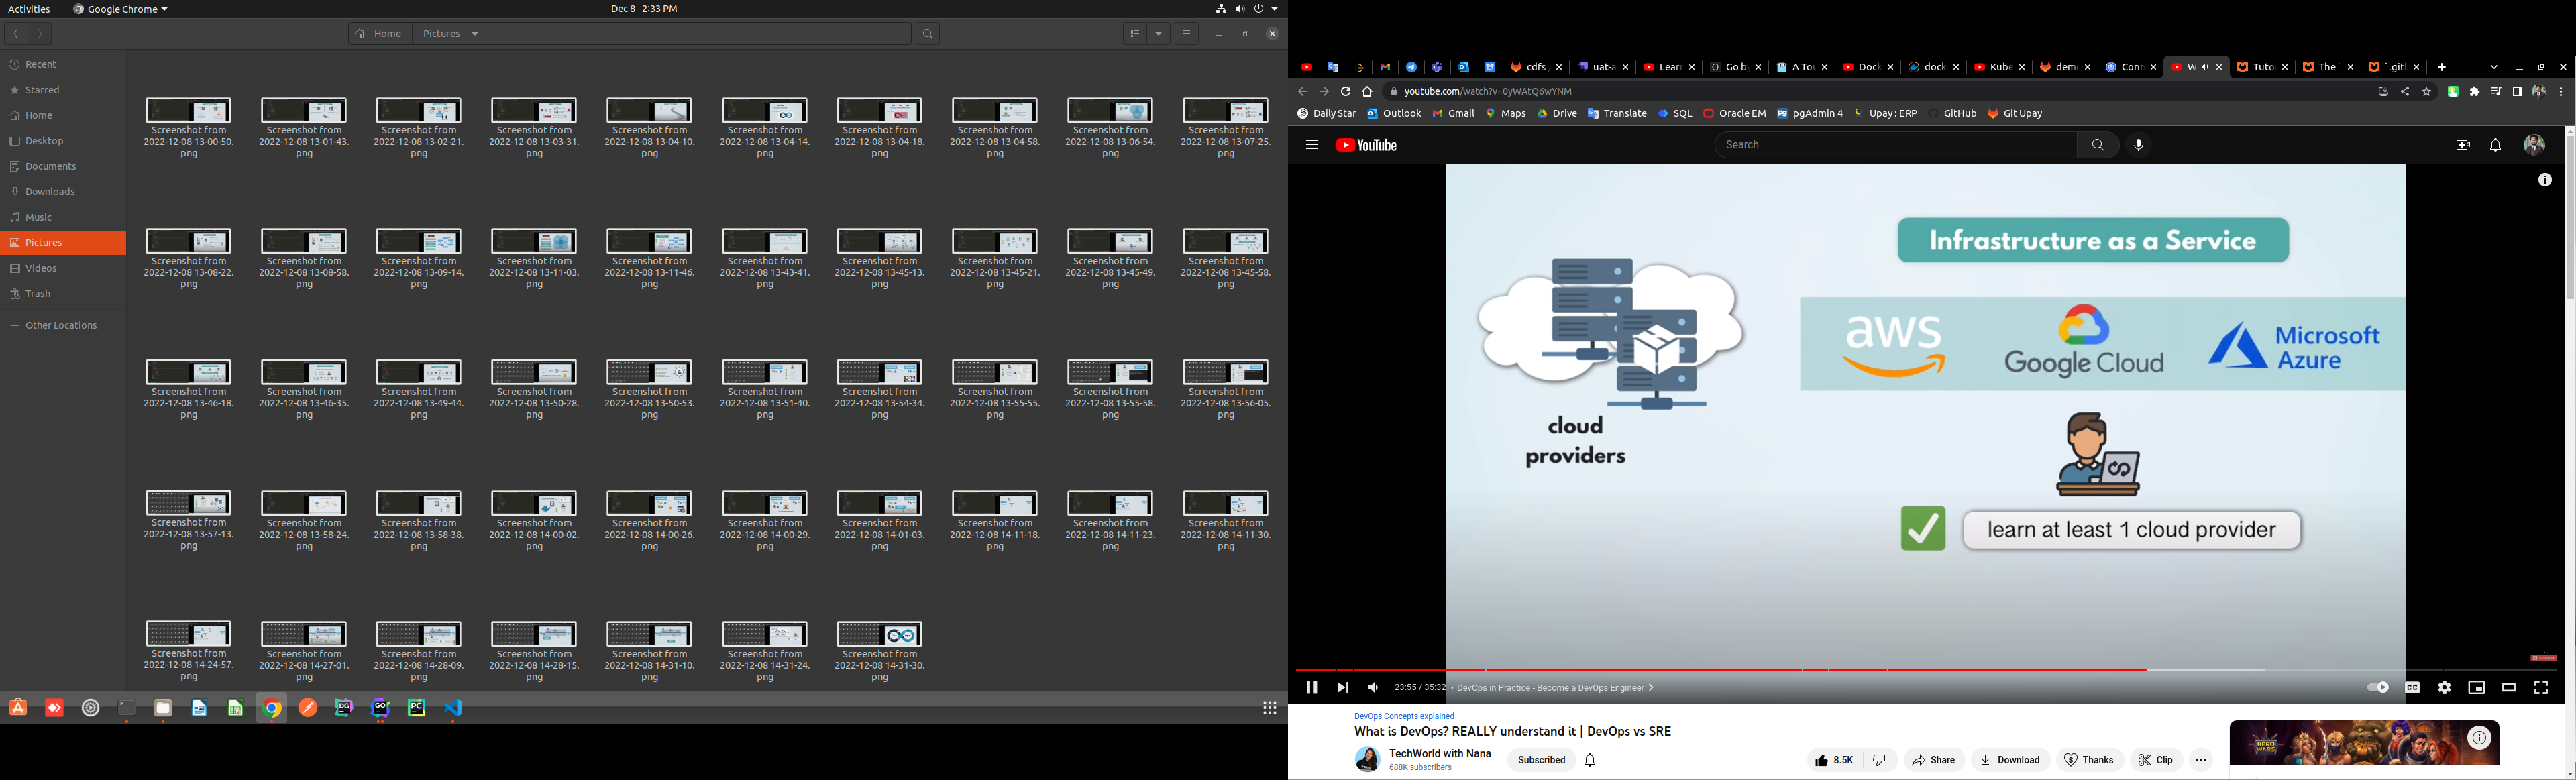 Activities
Google Chrome
Dec 8 2:33 PM
Home
Pictures
Recent
Starred
Home
Desktop
Documents
Downloads
Music
Pictures
Videos
Trash
Other Locations
Screenshot from 2022-12-08 13-00-50.png
Screenshot from 2022-12-08 13-01-43.png
Screenshot from 2022-12-08 13-02-21.png
Screenshot from 2022-12-08 13-03-31.png
Screenshot from 2022-12-08 13-04-10.png
Screenshot from 2022-12-08 13-04-14.png
Screenshot from 2022-12-08 13-04-18.png
Screenshot from 2022-12-08 13-04-58.png
Screenshot from 2022-12-08 13-06-54.png
Screenshot from 2022-12-08 13-07-25.png
Screenshot from 2022-12-08 13-08-22.png
Screenshot from 2022-12-08 13-08-58.png
Screenshot from 2022-12-08 13-09-14.png
Screenshot from 2022-12-08 13-11-03.png
Screenshot from 2022-12-08 13-11-46.png
Screenshot from 2022-12-08 13-43-41.png
Screenshot from 2022-12-08 13-45-13.png
Screenshot from 2022-12-08 13-45-21.png
Screenshot from 2022-12-08 13-45-49.png
Screenshot from 2022-12-08 13-45-58.png
Screenshot from 2022-12-08 13-46-18.png
Screenshot from 2022-12-08 13-46-35.png
Screenshot from 2022-12-08 13-49-44.png
Screenshot from 2022-12-08 13-50-28.png
Screenshot from 2022-12-08 13-50-53.png
Screenshot from 2022-12-08 13-51-40.png
Screenshot from 2022-12-08 13-54-34.png
Screenshot from 2022-12-08 13-55-55.png
Screenshot from 2022-12-08 13-55-58.png
Screenshot from 2022-12-08 13-56-05.png
Screenshot from 2022-12-08 13-57-13.png
Screenshot from 2022-12-08 13-58-24.png
Screenshot from 2022-12-08 13-58-38.png
Screenshot from 2022-12-08 14-00-02.png
Screenshot from 2022-12-08 14-00-26.png
Screenshot from 2022-12-08 14-00-29.png
Screenshot from 2022-12-08 14-01-03.png
Screenshot from 2022-12-08 14-11-18.png
Screenshot from 2022-12-08 14-11-23.png
Screenshot from 2022-12-08 14-11-30.png
Screenshot from 2022-12-08 14-24-57.png
Screenshot from 2022-12-08 14-27-01.png
Screenshot from 2022-12-08 14-28-09.png
Screenshot from 2022-12-08 14-28-15.png
Screenshot from 2022-12-08 14-31-10.png
Screenshot from 2022-12-08 14-31-24.png
Screenshot from 2022-12-08 14-31-30.png
DG
GO
PC
cdfs
uat-a
Learn
Go by
A Tou
Dock
dock
Kube
demo
Conn
W
Tuto
The
`.gitl
youtube.com/watch?v=0yWAtQ6wYNM
Daily Star
Outlook
Gmail
Maps
Drive
Translate
SQL
Oracle EM
pgAdmin 4
Upay : ERP
GitHub
Git Upay
YouTube
Search
Infrastructure as a Service
aws
Google Cloud
Microsoft
Azure
cloud
providers
learn at least 1 cloud provider
23:55 / 35:32 • DevOps in Practice - Become a DevOps Engineer
DevOps Concepts explained
What is DevOps? REALLY understand it | DevOps vs SRE
TechWorld with Nana
688K subscribers
Subscribed
8.5K
Share
Download
Thanks
Clip
HERO WARS